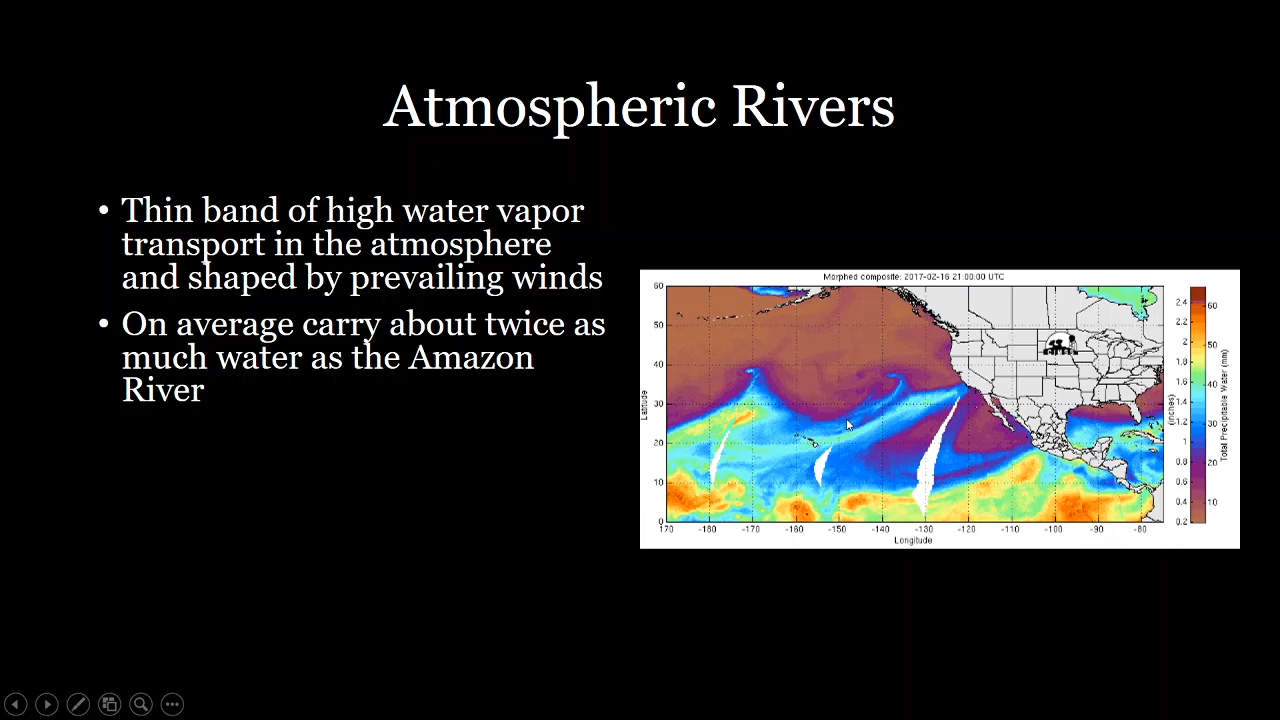 Atmospheric Rivers
• Thin band of high water vapor
transport in the atmosphere
and shaped by prevailing winds
• On average carry about twice as
much water as the Amazon
River
Morphed composite: 2017-02-16 21:00:00 UTC
60
50
40
30
20
10
0
Latitude
170 -180 -170 -160 -150 -140 -130 -120 -110 -100 -90 -80
Longitude
2.4
2.2
2
1.8
1.6
1.4
1.2
1
0.8
0.6
0.4
0.2
(inches)
60
50
40
30
20
10
Total Precipitable Water (mm)